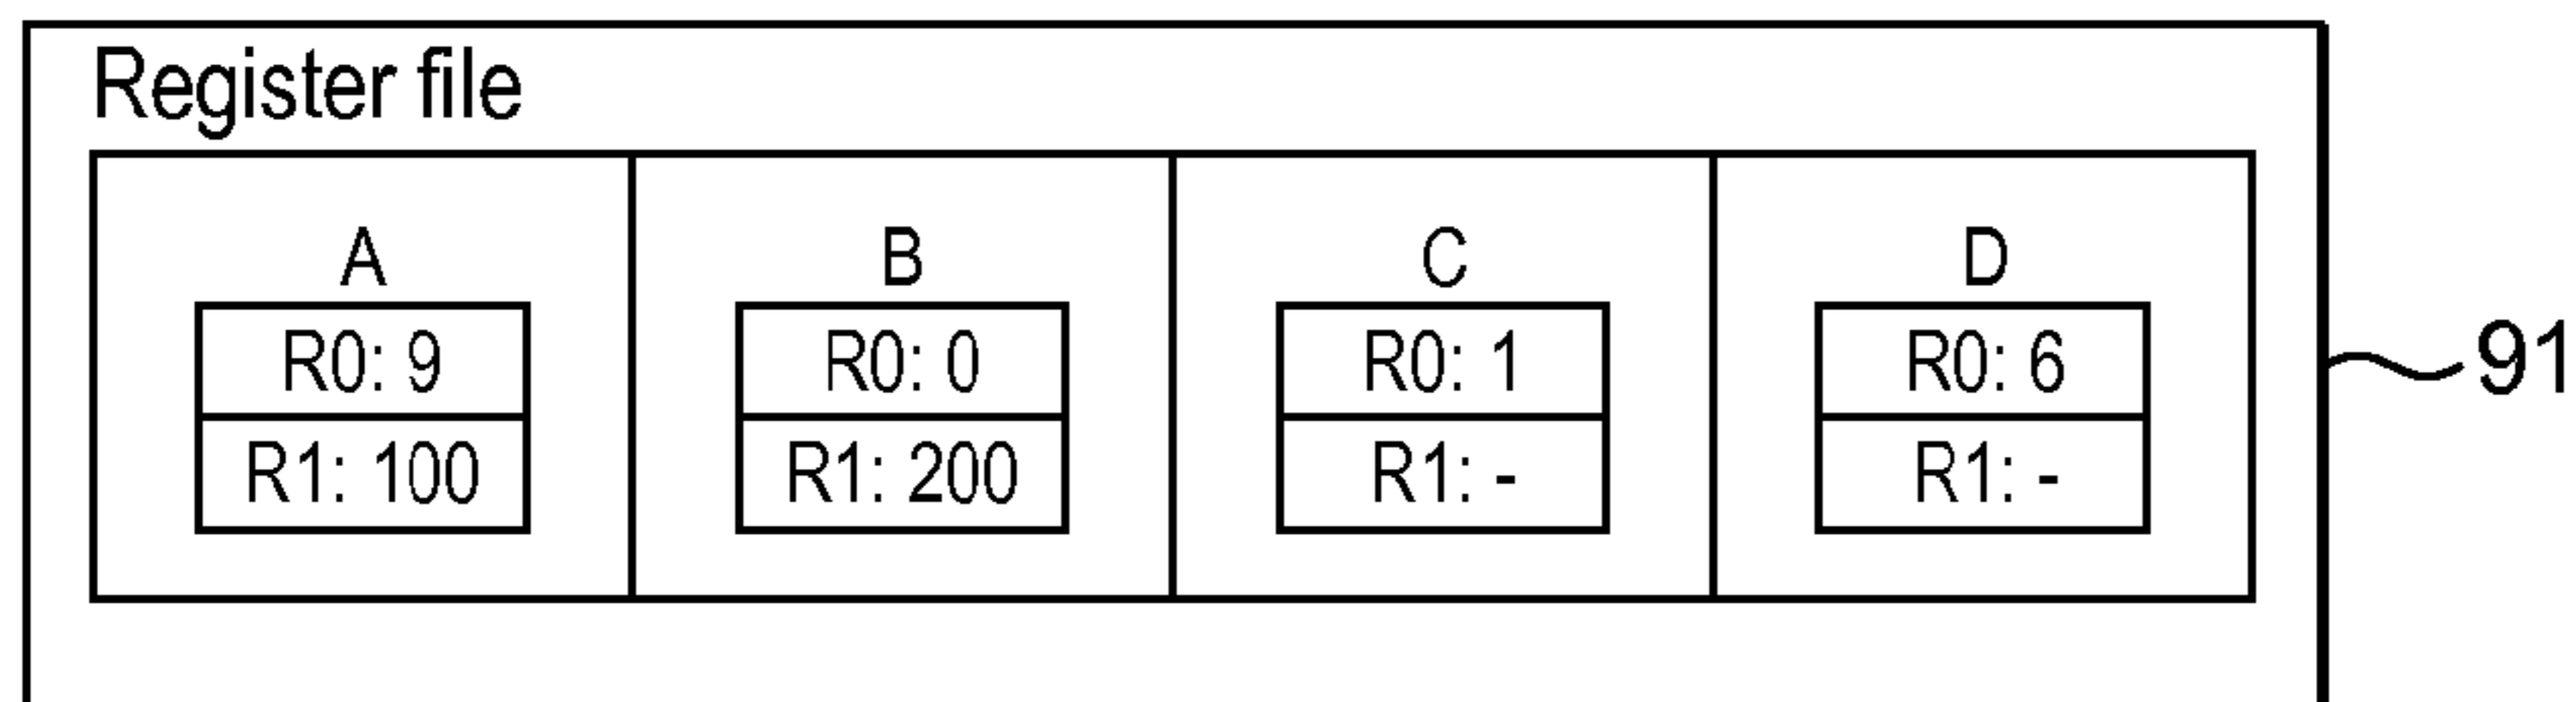 Register file
A B C D
R0: 9 R0: 0 R0: 1 R0: 6
91
R1: 100 R1: 200 R1: - R1: -